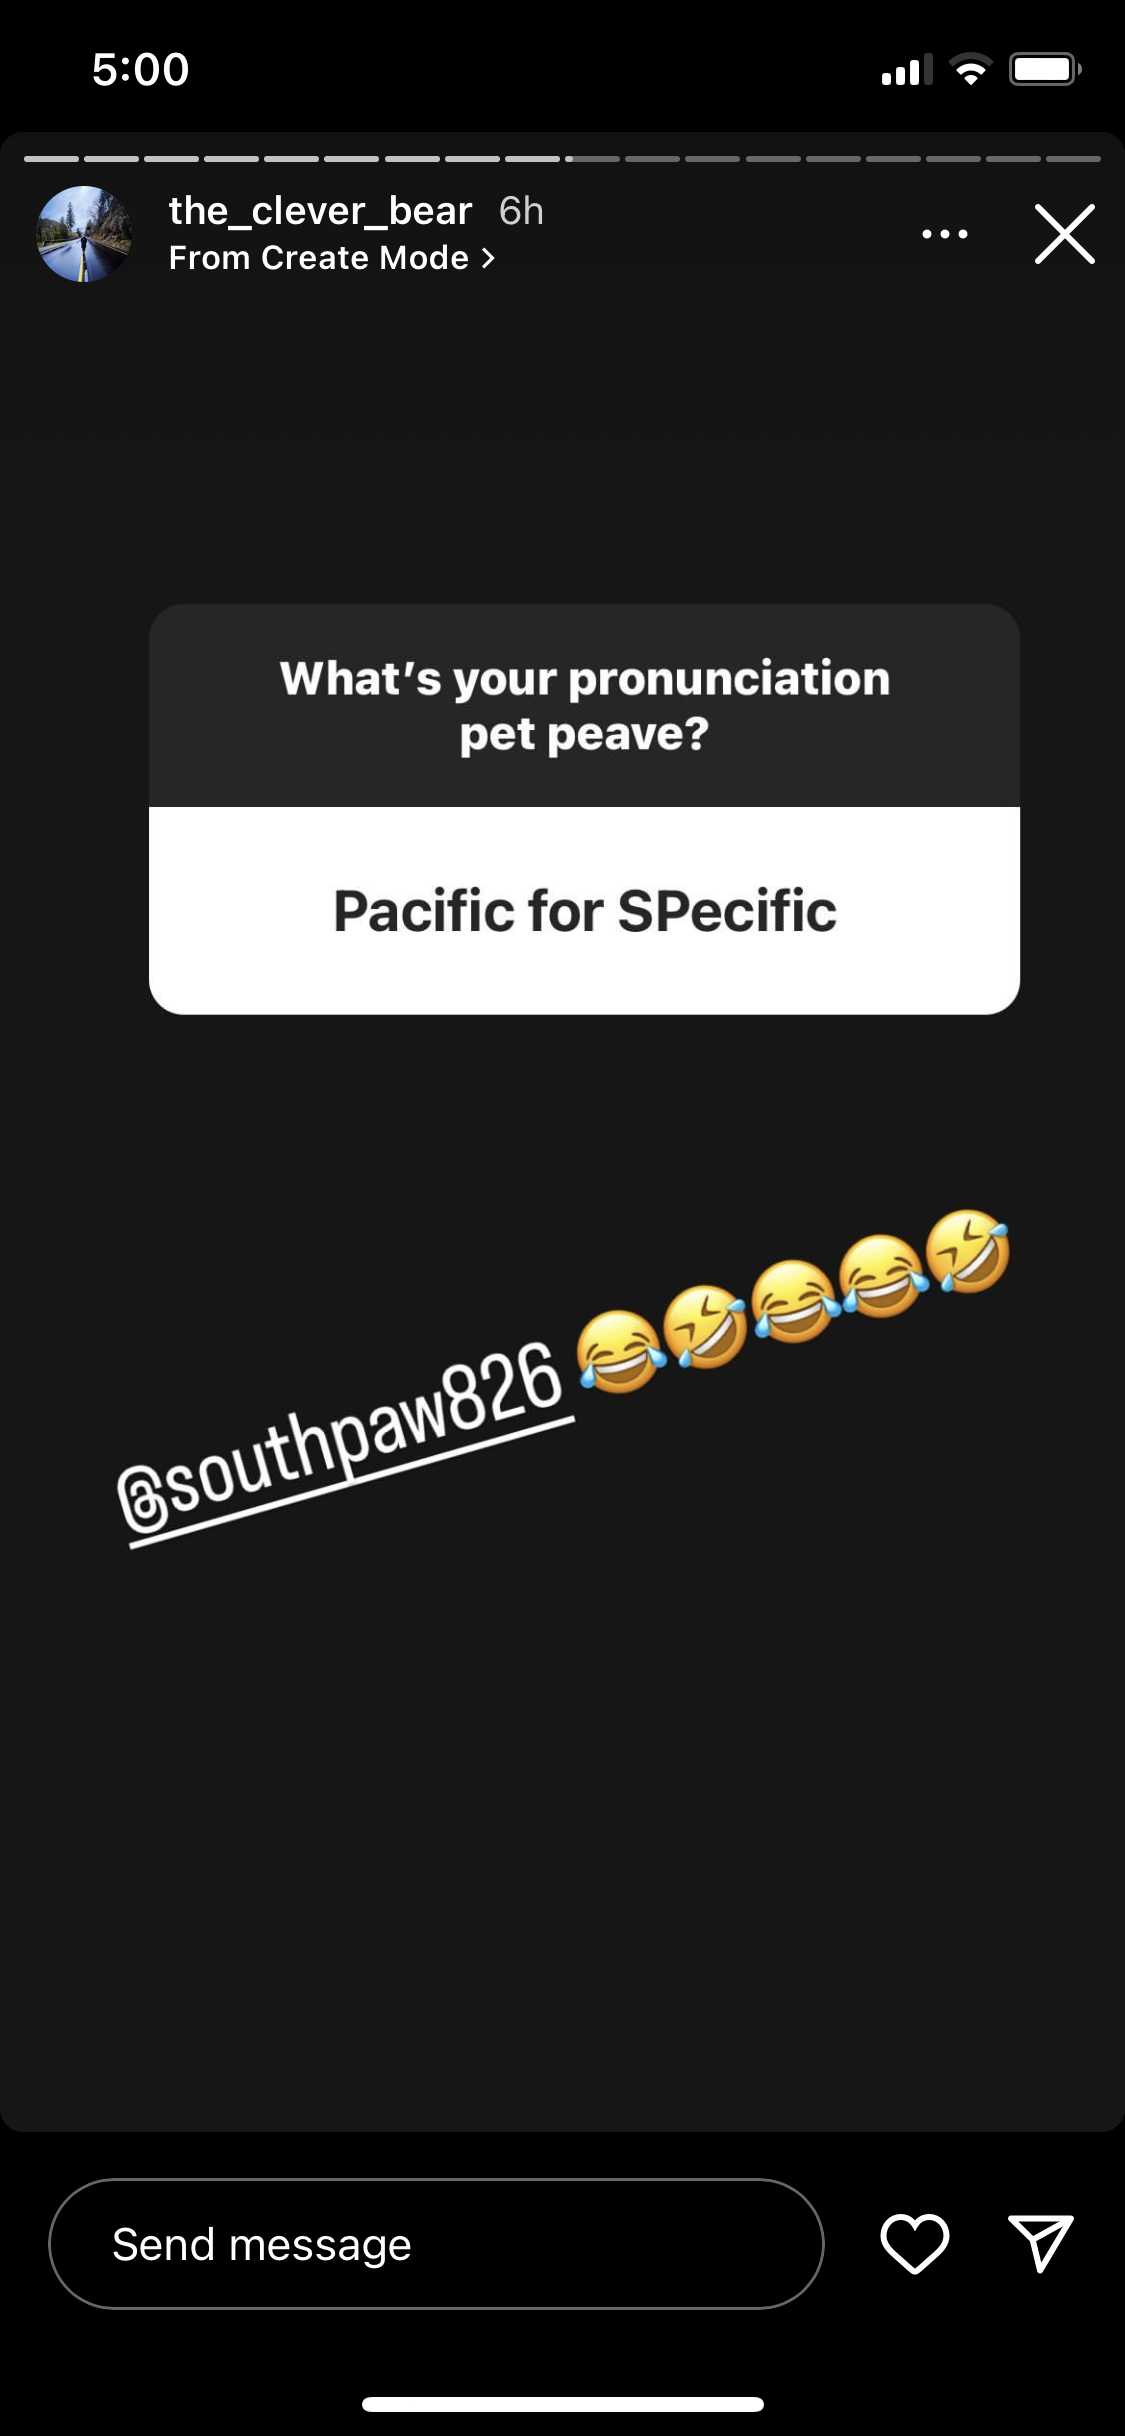 5:00
the_clever_bear 6h
From Create Mode >
What’s your pronunciation
pet peave?
Pacific for SPecific
@southpaw826 😂🤣😂😂🤣
Send message